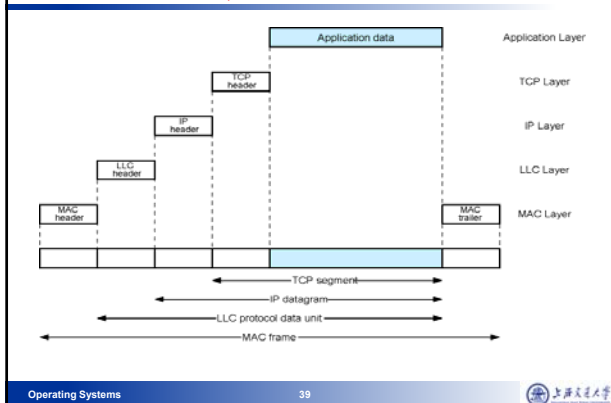 Application data
Application Layer
TCP header
TCP Layer
IP header
IP Layer
LLC header
LLC Layer
MAC header
MAC trailer
MAC Layer
TCP segment
IP datagram
LLC protocol data unit
MAC frame
Operating Systems
39
上海交通大学